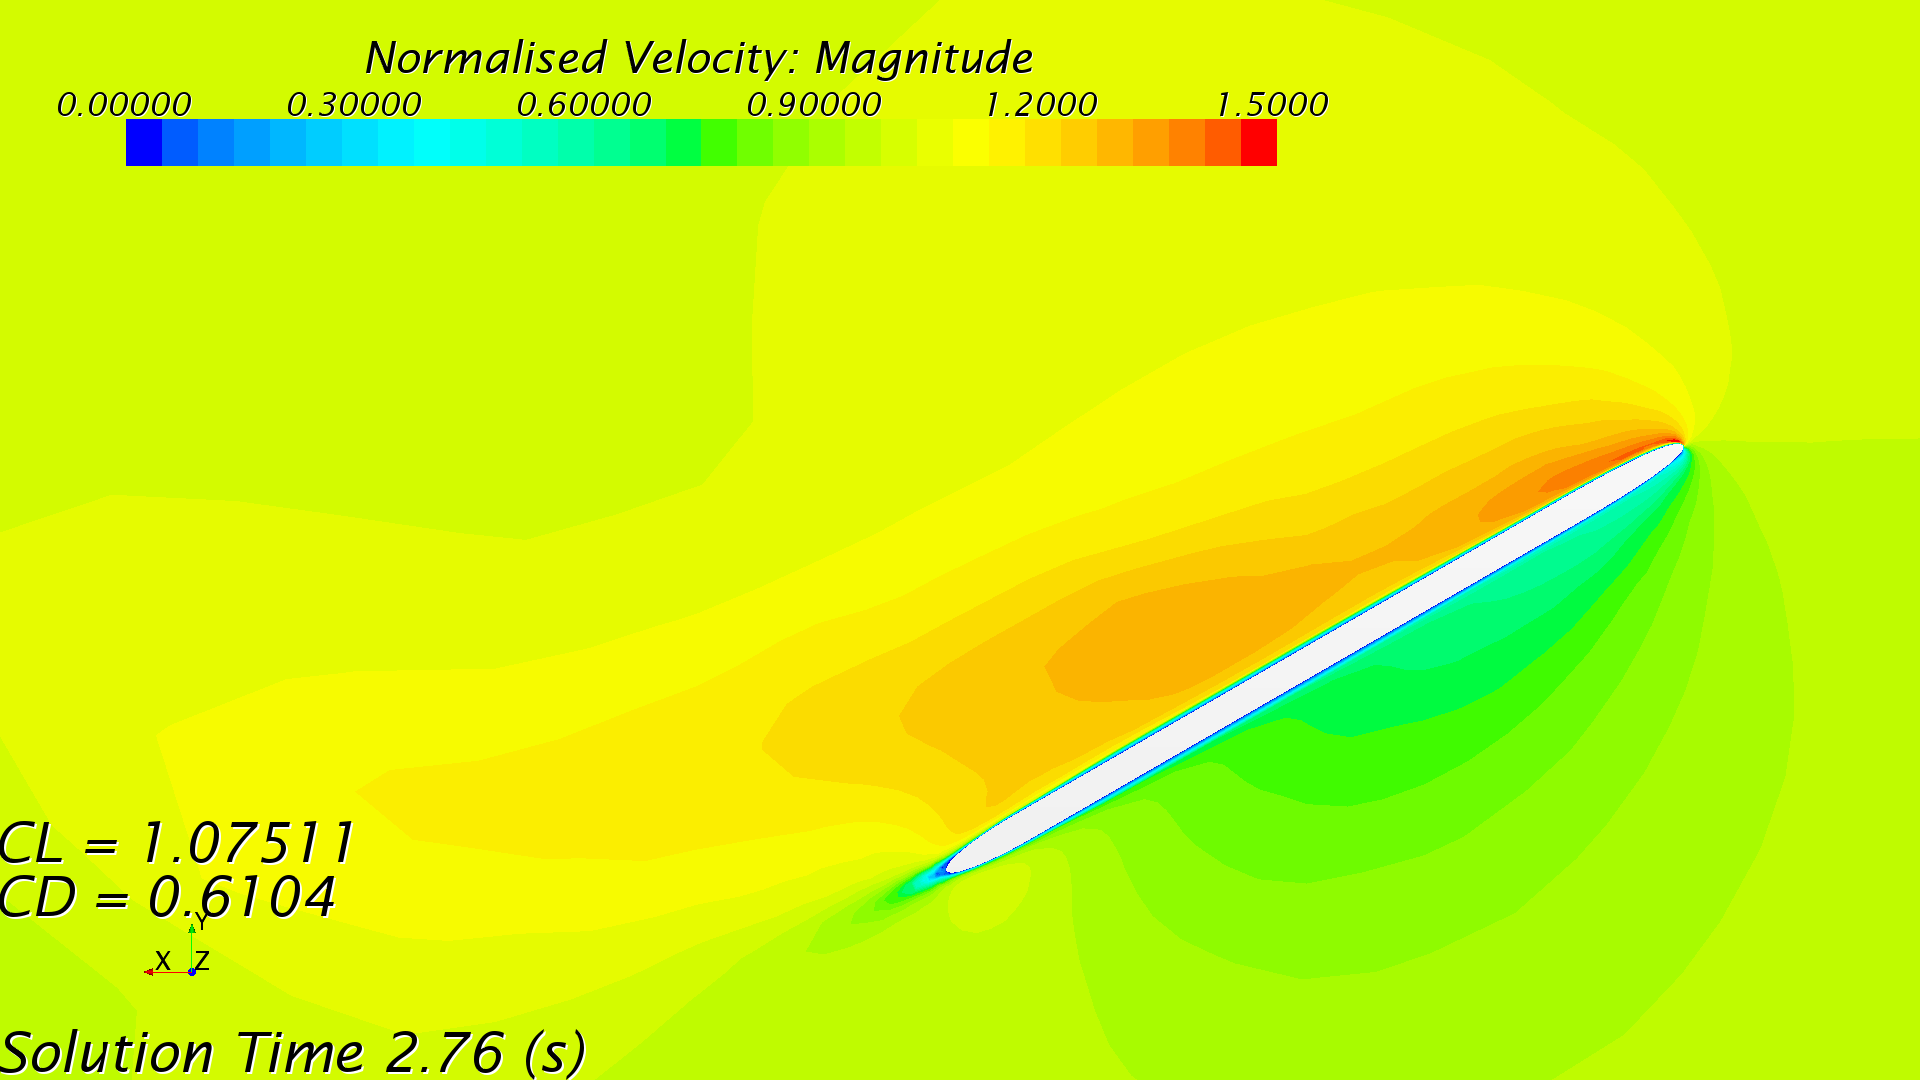 Normalised Velocity: Magnitude
0.00000 0.30000 0.60000 0.90000 1.2000 1.5000
CL = 1.07511
CD = 0.6104
Y
X Z
Solution Time 2.76 (s)